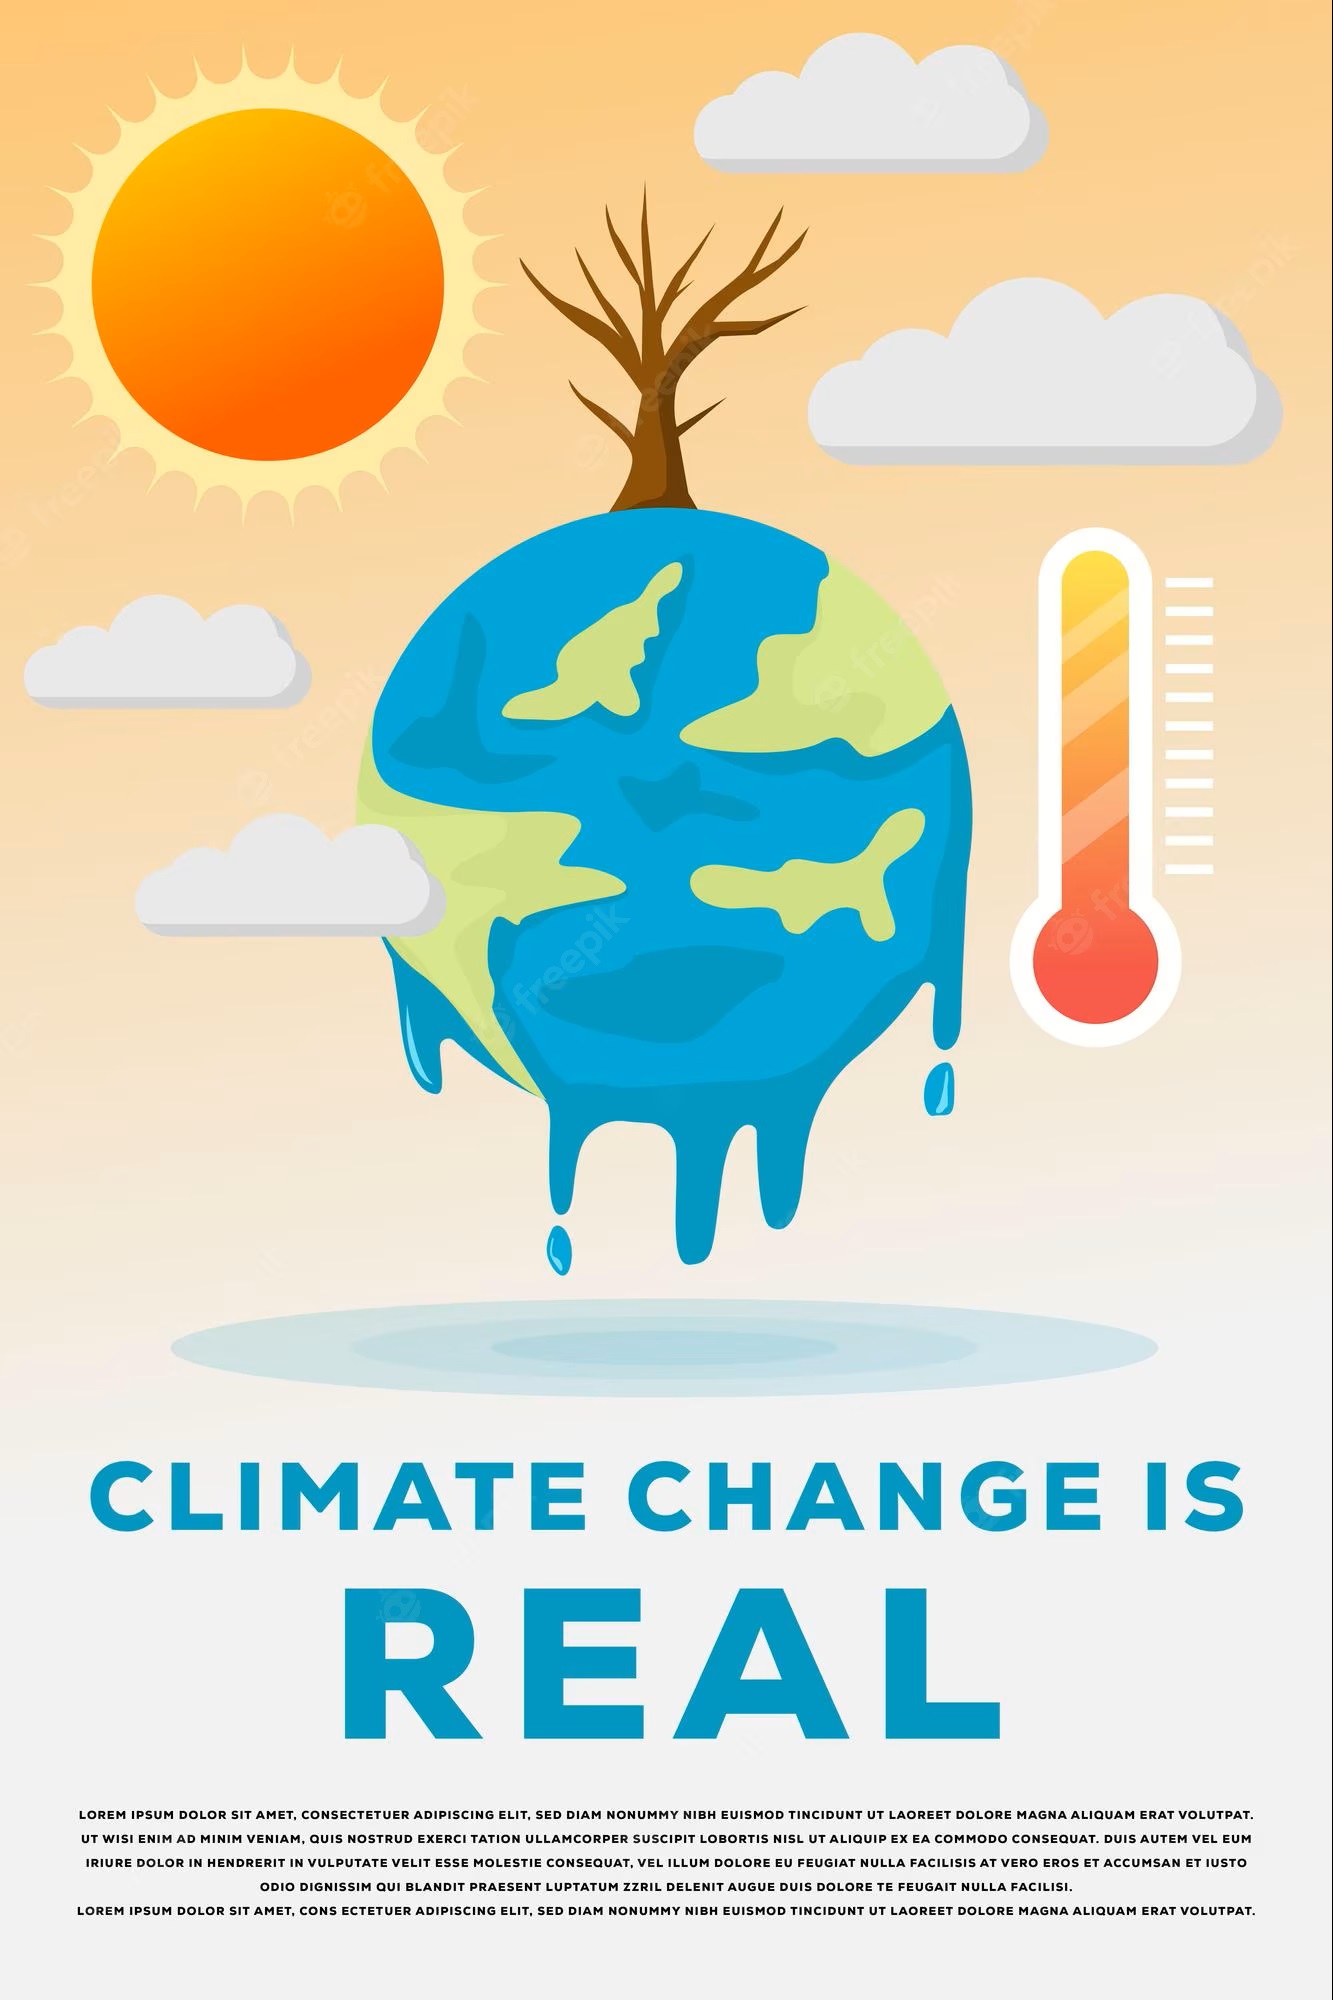 CLIMATE CHANGE IS
REAL
LOREM IPSUM DOLOR SIT AMET, CONSECTETUER ADIPISCING ELIT, SED DIAM NONUMMY NIBH EUISMOD TINCIDUNT UT LAOREET DOLORE MAGNA ALIQUAM ERAT VOLUTPAT.
UT WISI ENIM AD MINIM VENIAM, QUIS NOSTRUD EXERCI TATION ULLAMCORPER SUSCIPIT LOBORTIS NISL UT ALIQUIP EX EA COMMODO CONSEQUAT. DUIS AUTEM VEL EUM
IRIURE DOLOR IN HENDRERIT IN VULPUTATE VELIT ESSE MOLESTIE CONSEQUAT, VEL ILLUM DOLORE EU FEUGIAT NULLA FACILISIS AT VERO EROS ET ACCUMSAN ET IUSTO
ODIO DIGNISSIM QUI BLANDIT PRAESENT LUPTATUM ZZRIL DELENIT AUGUE DUIS DOLORE TE FEUGAIT NULLA FACILISI.
LOREM IPSUM DOLOR SIT AMET, CONS ECTETUER ADIPISCING ELIT, SED DIAM NONUMMY NIBH EUISMOD TINCIDUNT UT LAOREET DOLORE MAGNA ALIQUAM ERAT VOLUTPAT.